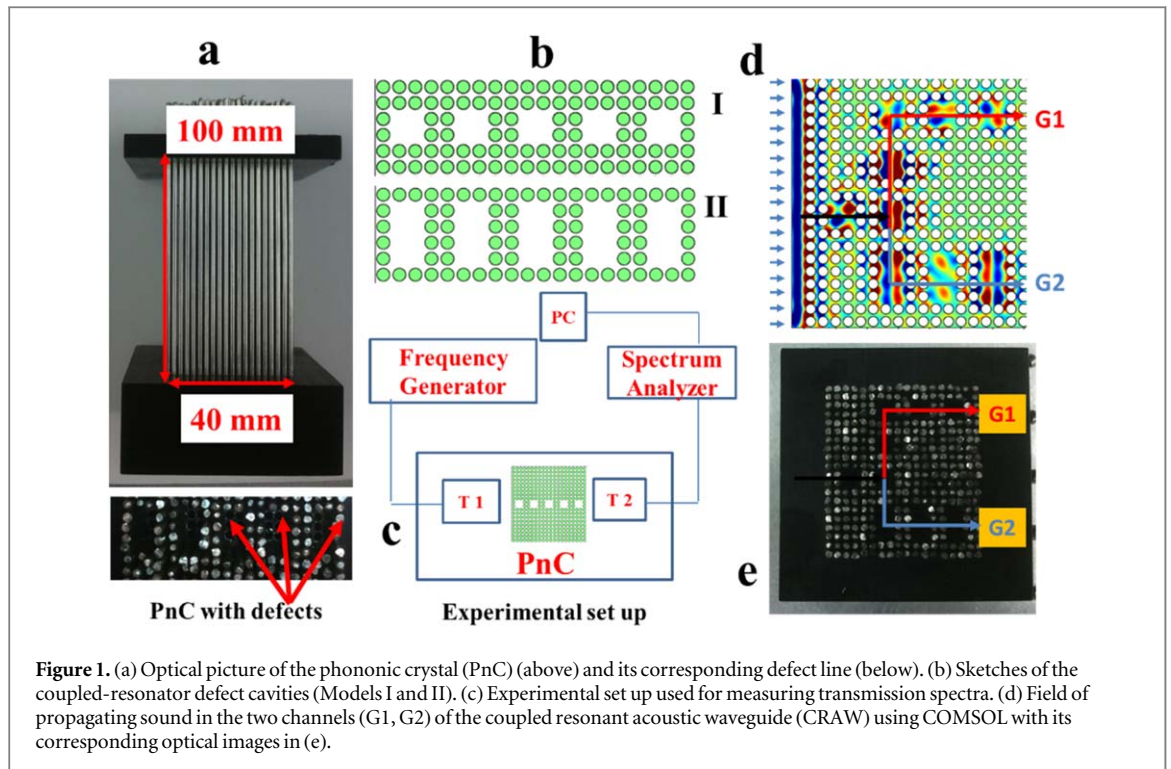 a
100 mm
40 mm
PnC with defects
b
I
II
PC
Frequency
Generator
Spectrum
Analyzer
T 1
T 2
PnC
c
Experimental set up
d
G1
G2
G1
G2
e
Figure 1. (a) Optical picture of the phononic crystal (PnC) (above) and its corresponding defect line (below). (b) Sketches of the
coupled-resonator defect cavities (Models I and II). (c) Experimental set up used for measuring transmission spectra. (d) Field of
propagating sound in the two channels (G1, G2) of the coupled resonant acoustic waveguide (CRAW) using COMSOL with its
corresponding optical images in (e).